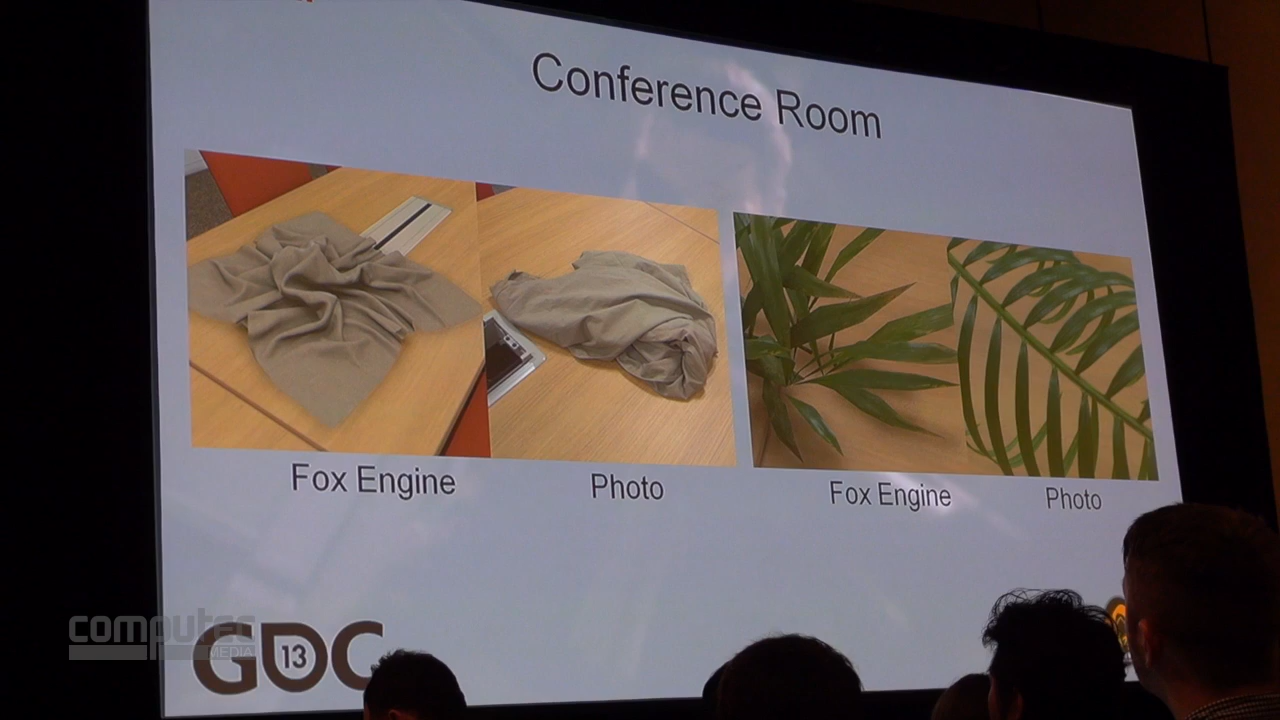 Conference Room
Fox Engine
Photo
Fox Engine
Photo
computec
MEDIA
GDC
13